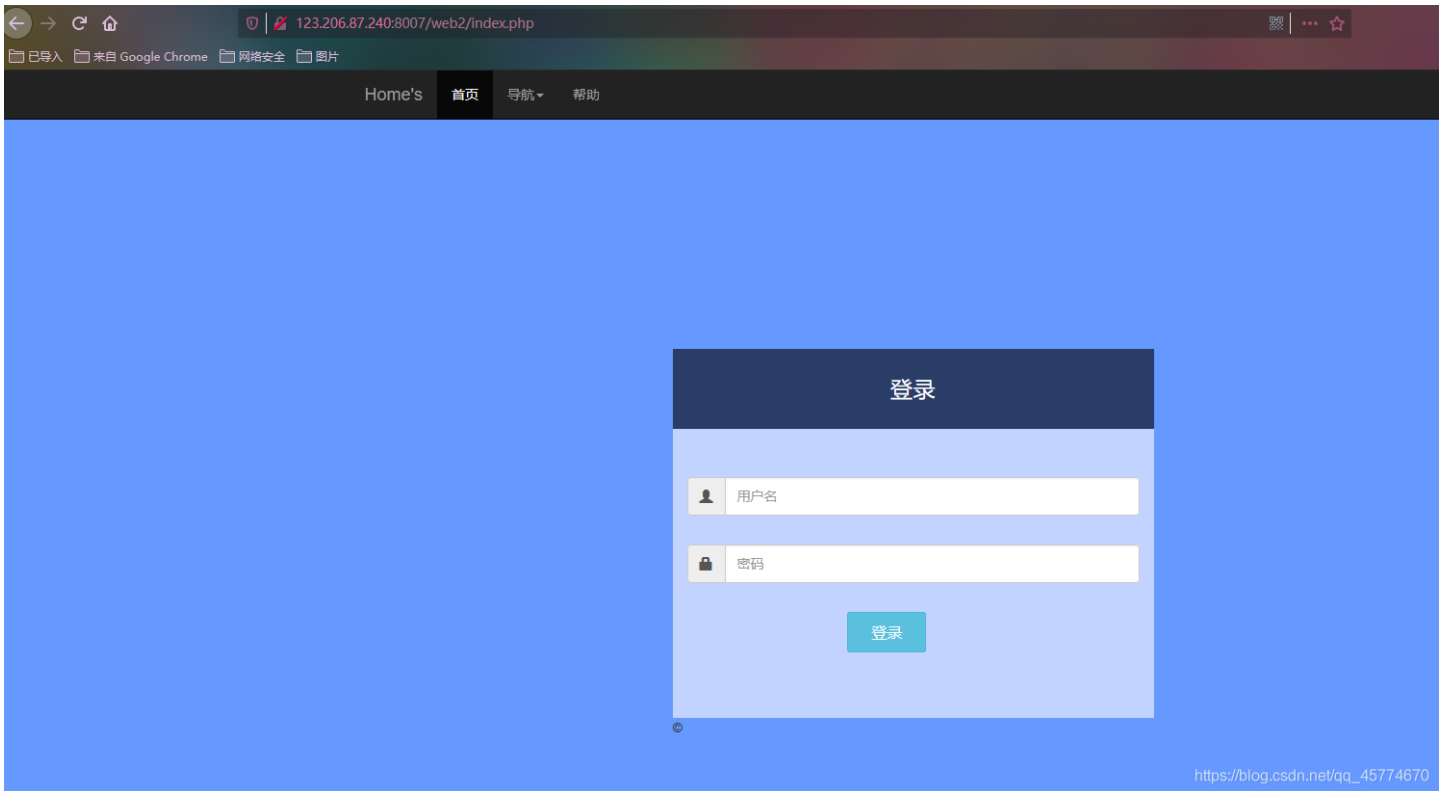 123.206.87.240:8007/web2/index.php
已导入 来自 Google Chrome 网络安全 图片
Home's 首页 导航 帮助
登录
用户名
密码
登录
©
https://blog.csdn.net/qq_45774670